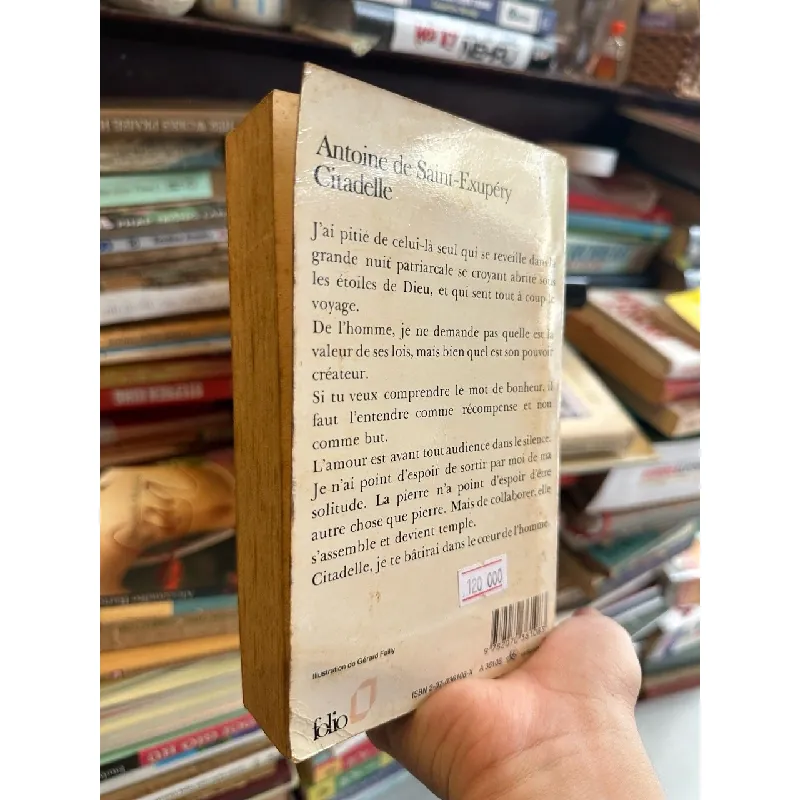 Antoine de Saint-Exupéry
Citadelle
J'ai pitié de celui-là seul qui se réveille dans la
grande nuit patriarcale se croyant abrité sous
les étoiles de Dieu, et qui sent tout à coup le
voyage.
De l'homme, je ne demande pas quelle est la
valeur de ses lois, mais bien quel est son pouvoir
créateur.
Si tu veux comprendre le mot de bonheur, il
faut l'entendre comme récompense et non
comme but.
L'amour est avant tout audience dans le silence.
Je n'ai point d'espoir de sortir par moi de ma
solitude. La pierre n'a point d'espoir d'être
autre chose que pierre. Mais de collaborer, elle
s'assemble et devient temple.
Citadelle, je te bâtirai dans le cœur de l'homme.
120 000
Illustration de Gérard Failly
folio
STEPHEN KING